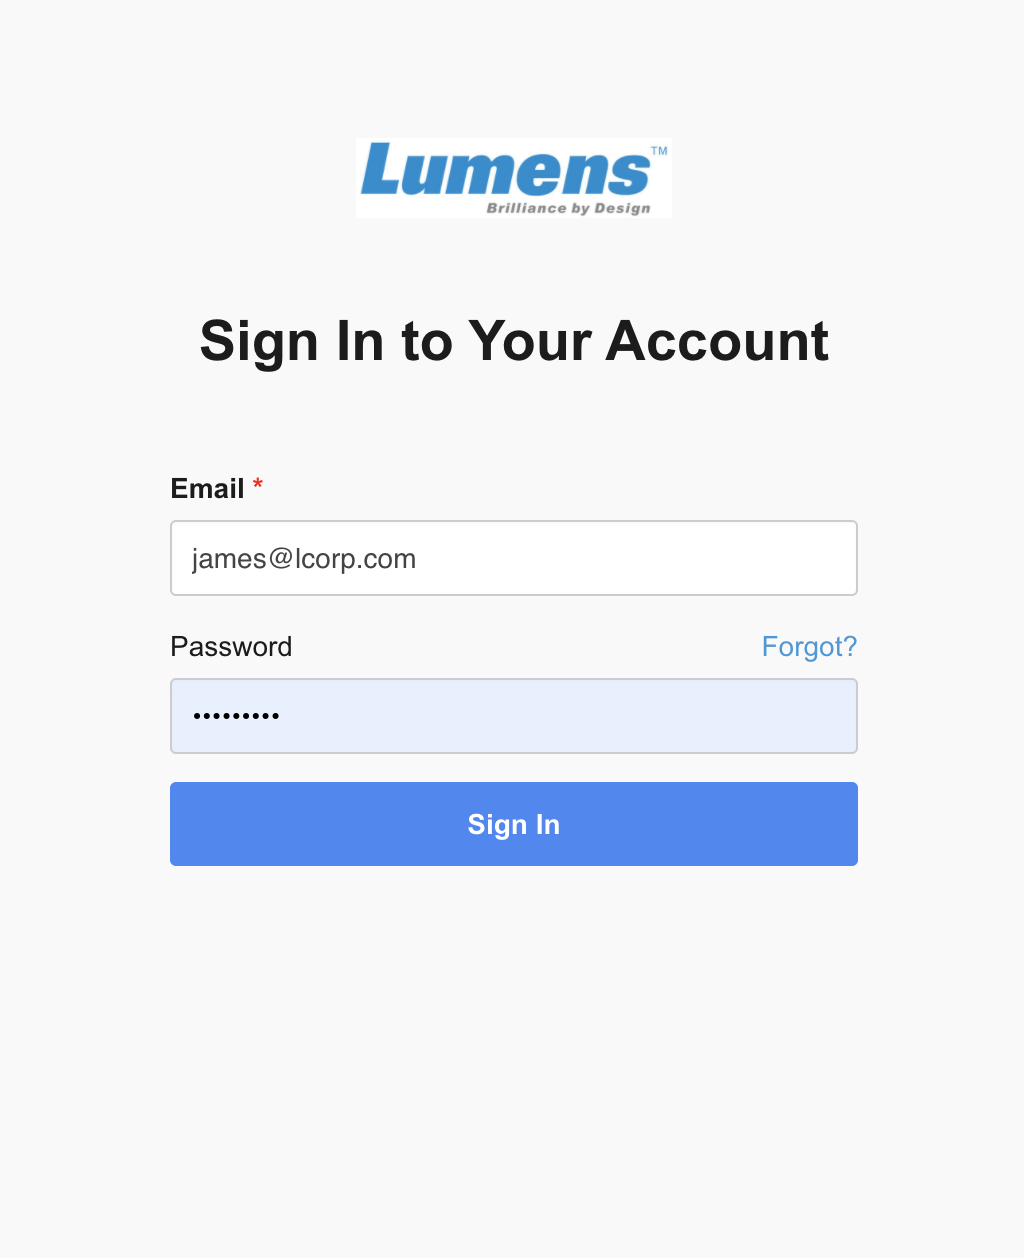 Lumens™
Brilliance by Design
Sign In to Your Account
Email *
james@lcorp.com
Password Forgot?
•••••••••
Sign In